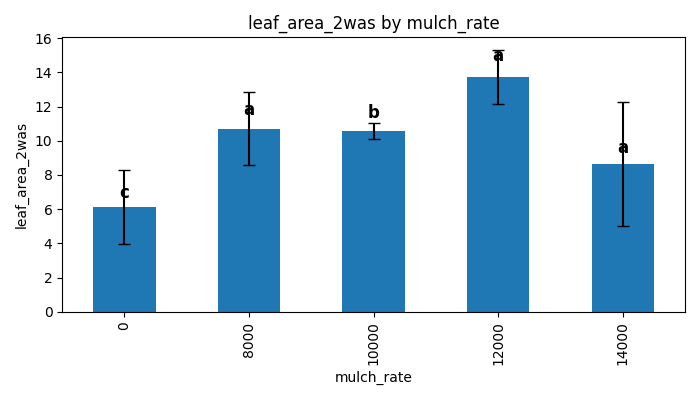 leaf_area_2was by mulch_rate
16
14
12
10
8
6
4
2
0
leaf_area_2was
c
a
b
a
a
0
8000
10000
12000
14000
mulch_rate